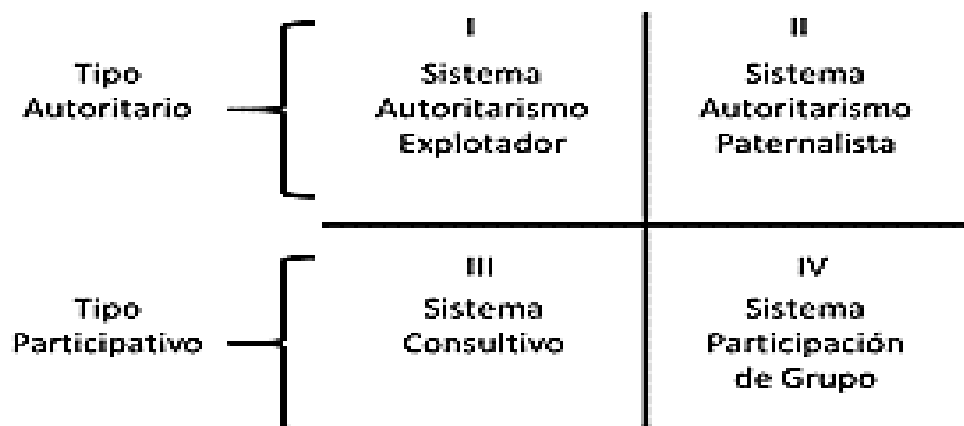 Tipo
Autoritario
I
Sistema
Autoritarismo
Explotador
II
Sistema
Autoritarismo
Paternalista
Tipo
Participativo
III
Sistema
Consultivo
IV
Sistema
Participación
de Grupo